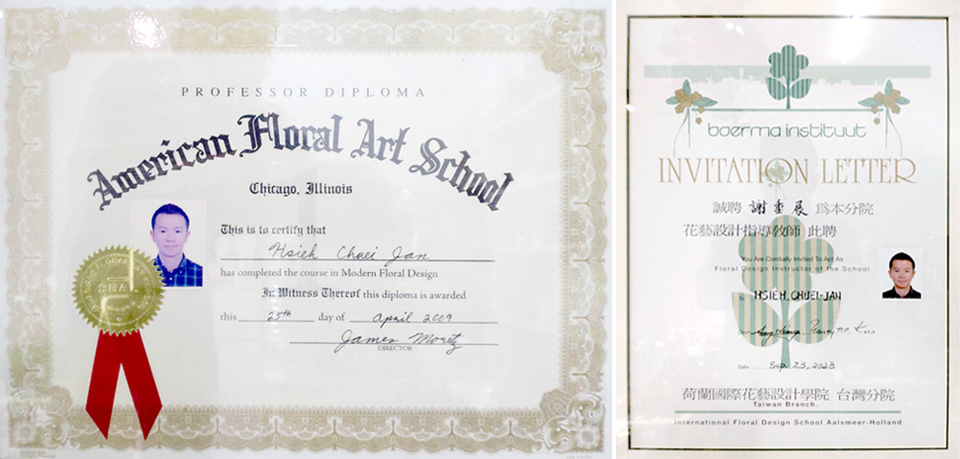 PROFESSOR DIPLOMA
American Floral Art School
Chicago, Illinois
This is to certify that
Hsieh Chuei Jan
has completed the course in Modern Floral Design
In Witness Thereof this diploma is awarded
this 25th day of April 2009
James Moretz
DIRECTOR
boerma instituut
INVITATION LETTER
誠聘 謝垂展 為本分院
花藝設計指導教師 此聘
You Are Cordially Invited To Act As
Floral Design Instructor of the School
HSIEH, CHUEI-JAN
Date Sep. 23, 2023
荷蘭國際花藝設計學院 台灣分院
Taiwan Branch.
International Floral Design School Aalsmeer-Holland